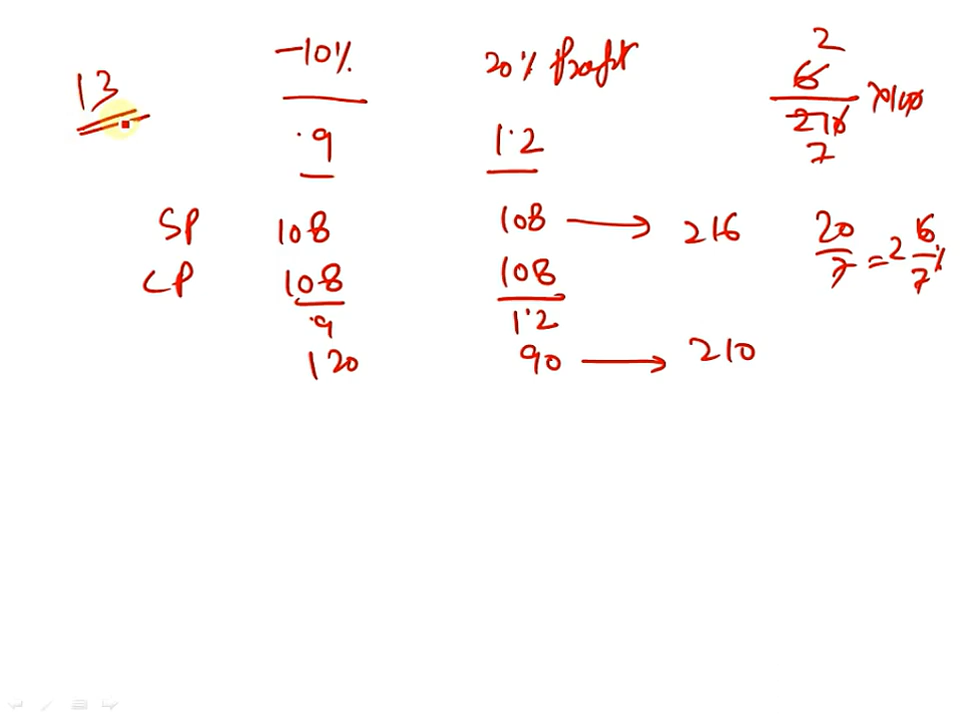 13
-10% 20% Profit
.9 1.2
SP 108 108 → 216
CP 108/.9 108/1.2
120 90 → 210
2
6/210 × 100
7
20/7 = 2 6/7 %